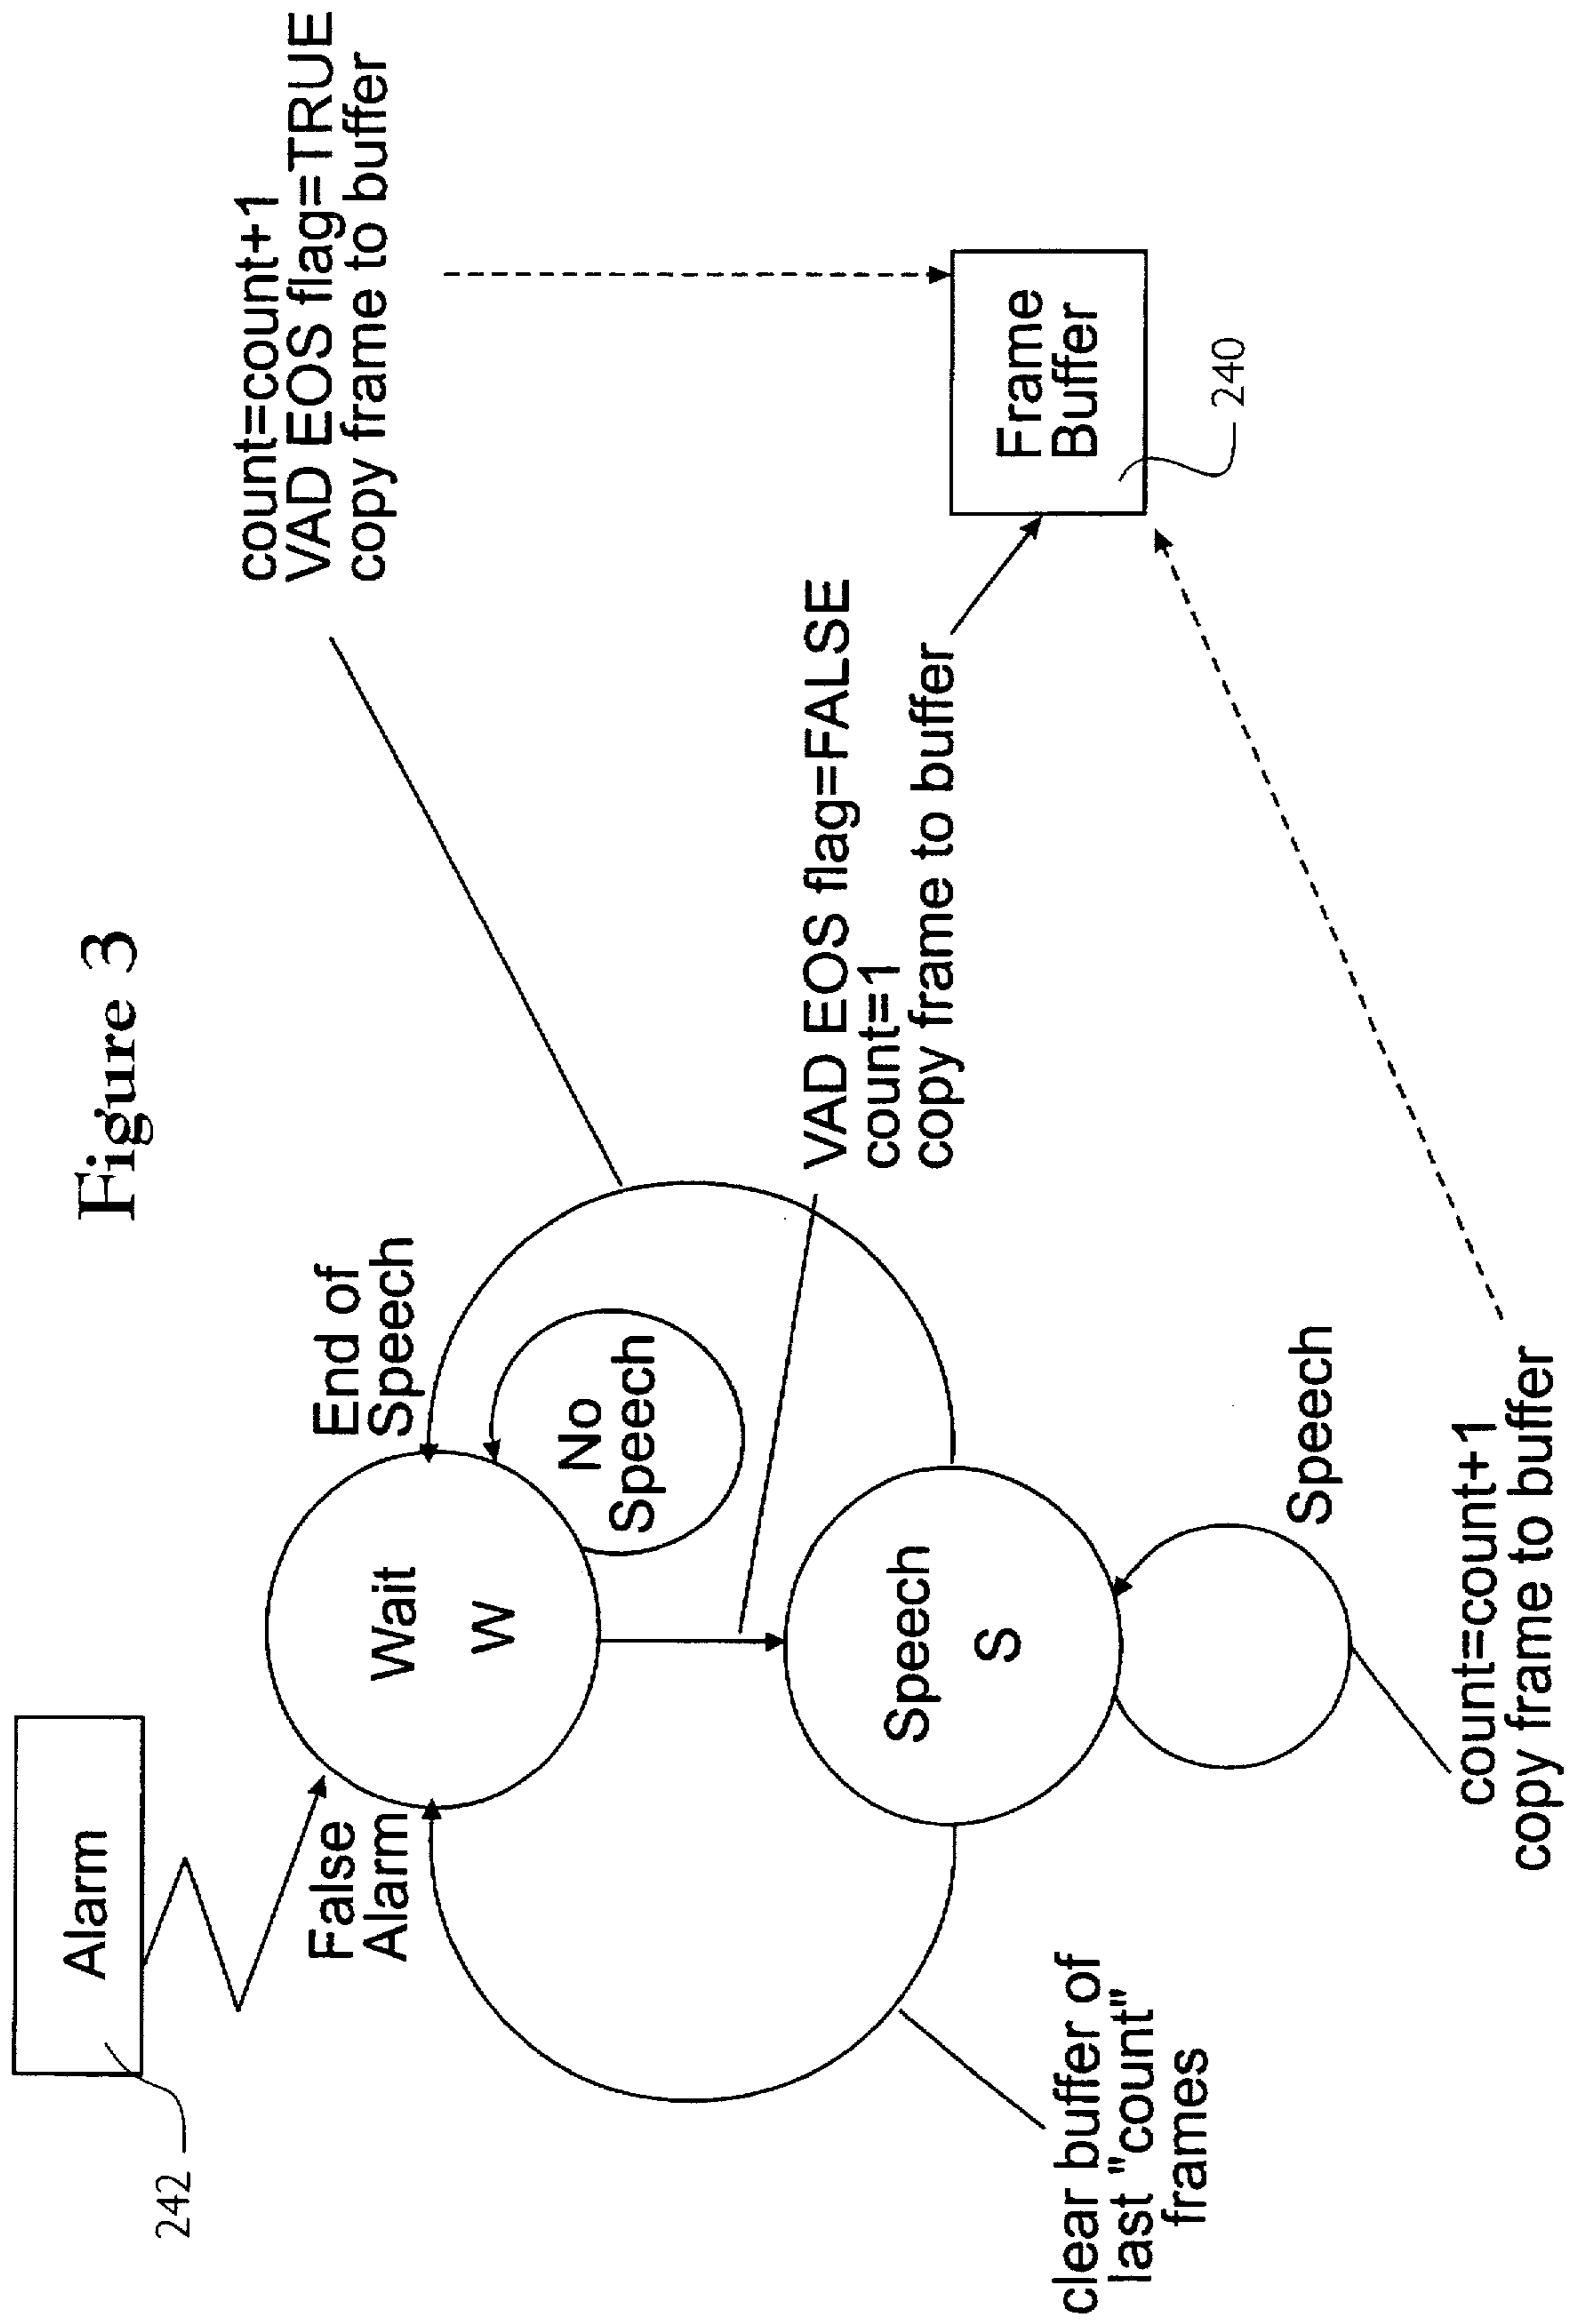 Figure 3
242
Alarm
False
Alarm
Wait
W
End of
Speech
No
Speech
count=count+1
VAD EOS flag=TRUE
copy frame to buffer
VAD EOS flag=FALSE
count=1
copy frame to buffer
Speech
S
Frame
Buffer
240
clear buffer of
last "count"
frames
Speech
count=count+1
copy frame to buffer